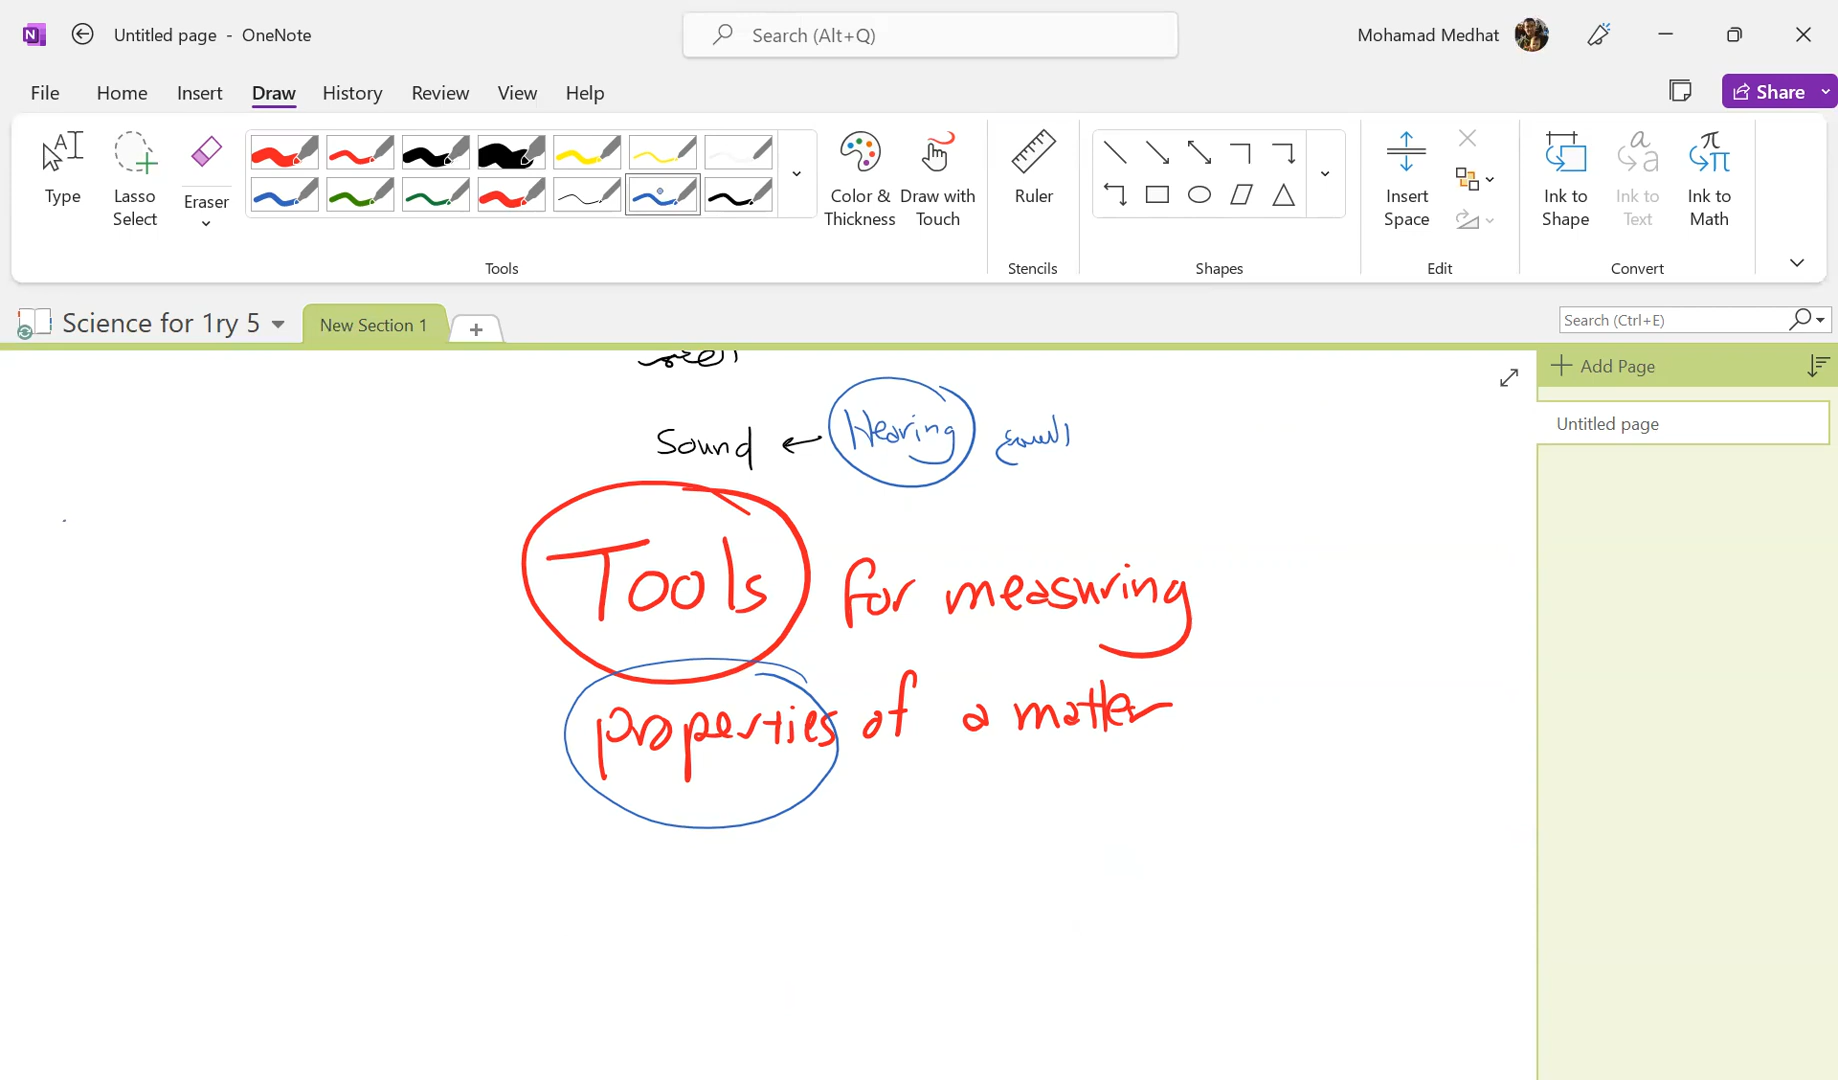 Untitled page - OneNote
Search (Alt+Q)
Mohamad Medhat
File Home Insert Draw History Review View Help
Share
Type
Lasso Select
Eraser
Color & Thickness
Draw with Touch
Ruler
Insert Space
Ink to Shape
Ink to Text
Ink to Math
Tools
Stencils
Shapes
Edit
Convert
Science for 1ry 5
New Section 1
Search (Ctrl+E)
Add Page
Untitled page
Sound ← Hearing
Tools for measuring
properties of a matter